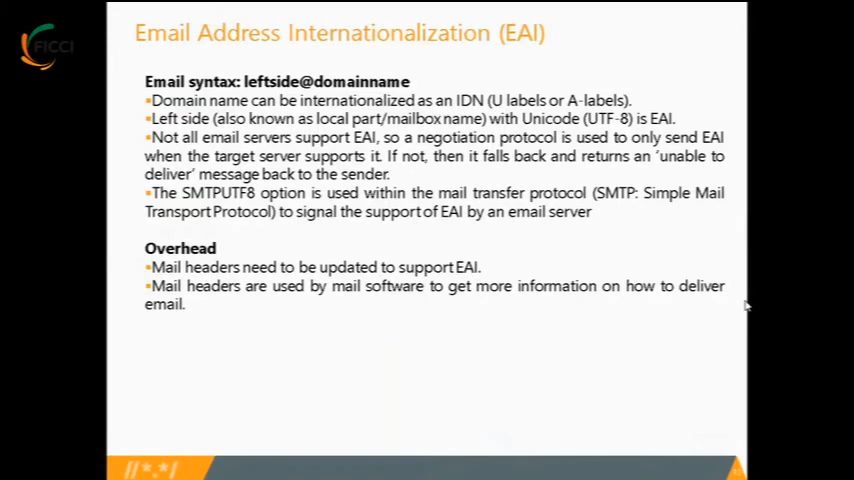 FICCI
Email Address Internationalization (EAI)
Email syntax: leftside@domainname
▪Domain name can be internationalized as an IDN (U labels or A-labels).
▪Left side (also known as local part/mailbox name) with Unicode (UTF-8) is EAI.
▪Not all email servers support EAI, so a negotiation protocol is used to only send EAI
when the target server supports it. If not, then it falls back and returns an 'unable to
deliver' message back to the sender.
▪The SMTPUTF8 option is used within the mail transfer protocol (SMTP: Simple Mail
Transport Protocol) to signal the support of EAI by an email server
Overhead
▪Mail headers need to be updated to support EAI.
▪Mail headers are used by mail software to get more information on how to deliver
email.